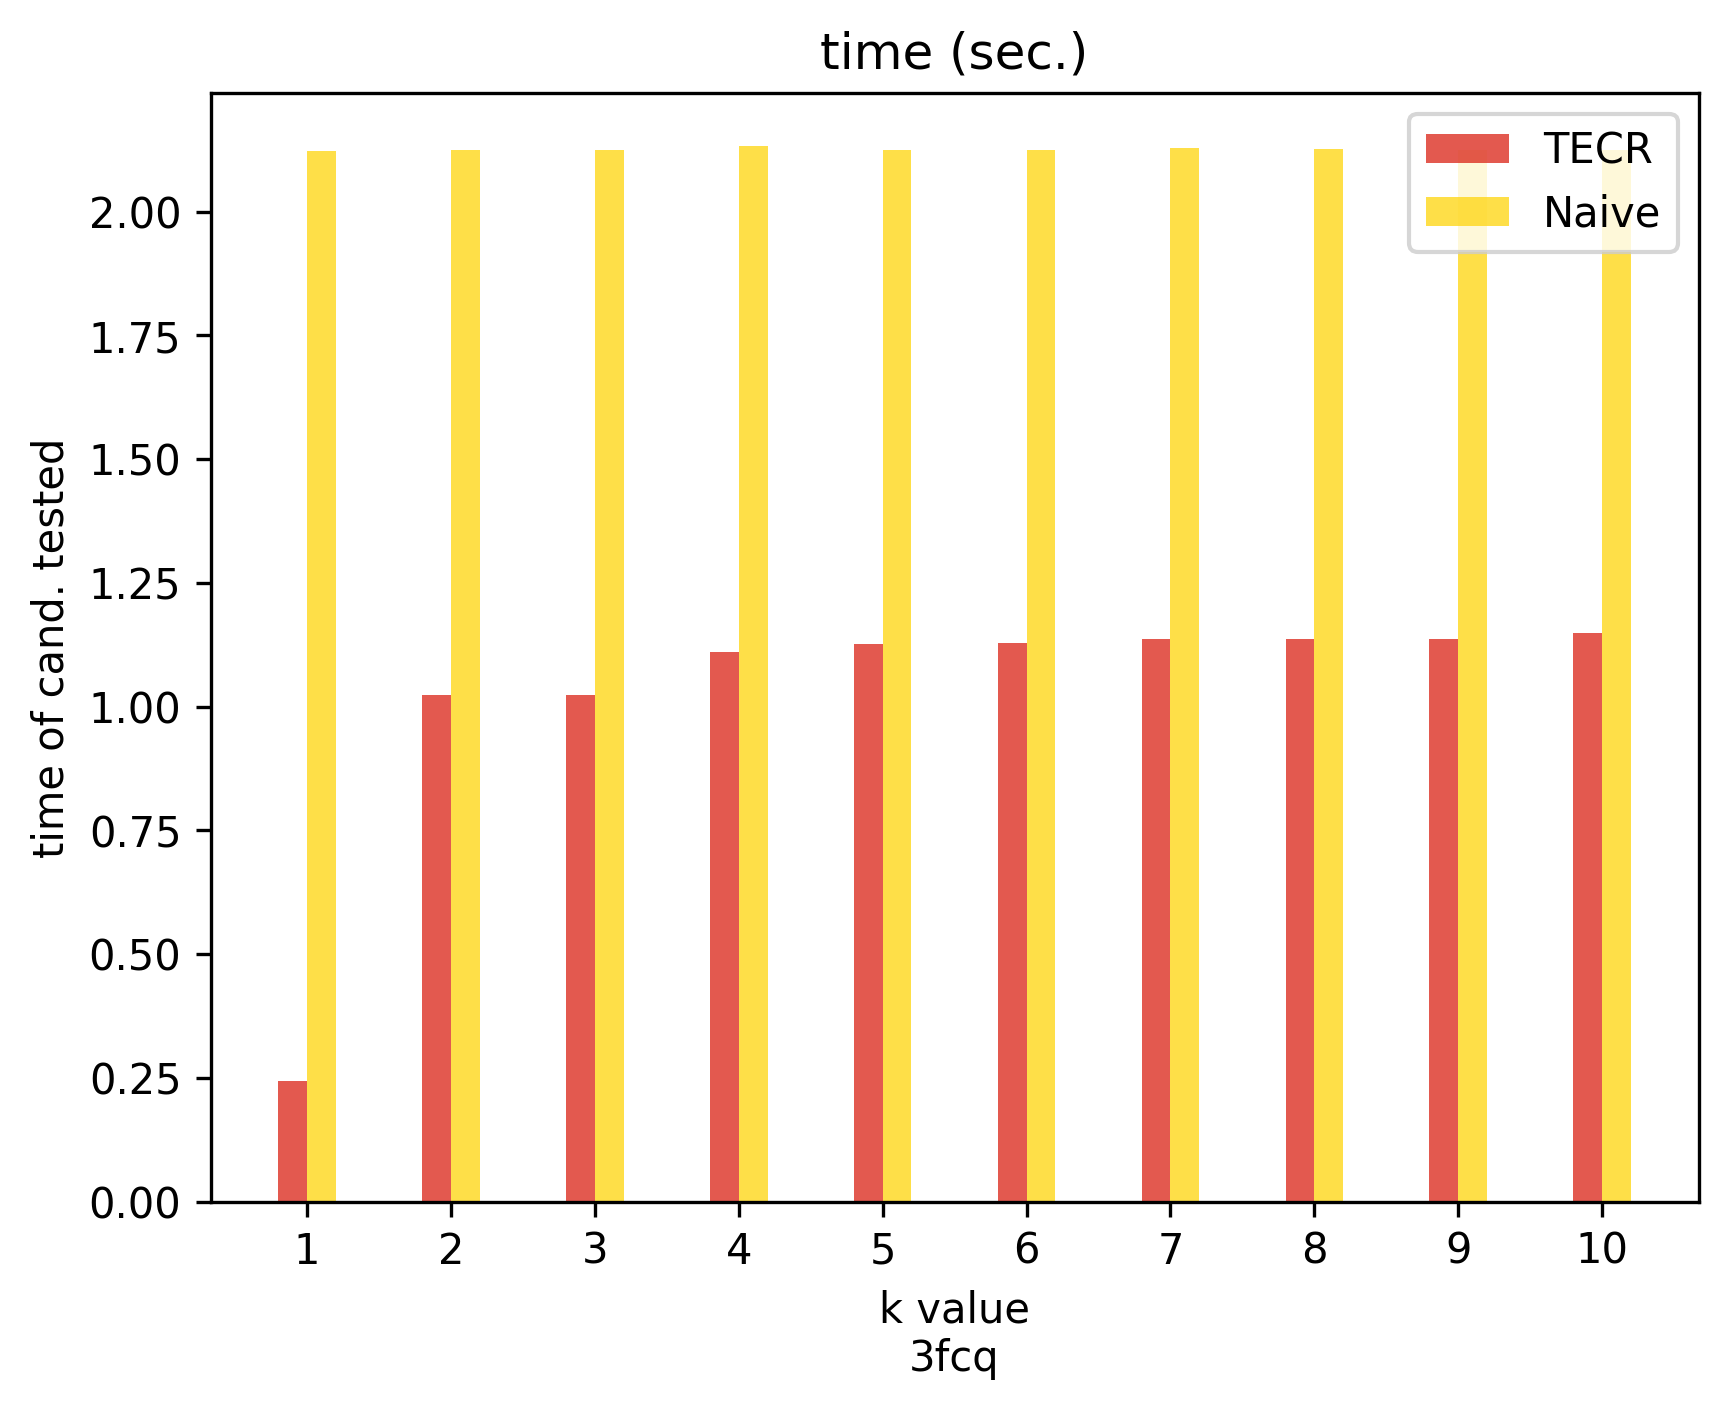 time (sec.)
TECR
Naive
2.00
1.75
1.50
1.25
1.00
0.75
0.50
0.25
0.00
time of cand. tested
1 2 3 4 5 6 7 8 9 10
k value
3fcq